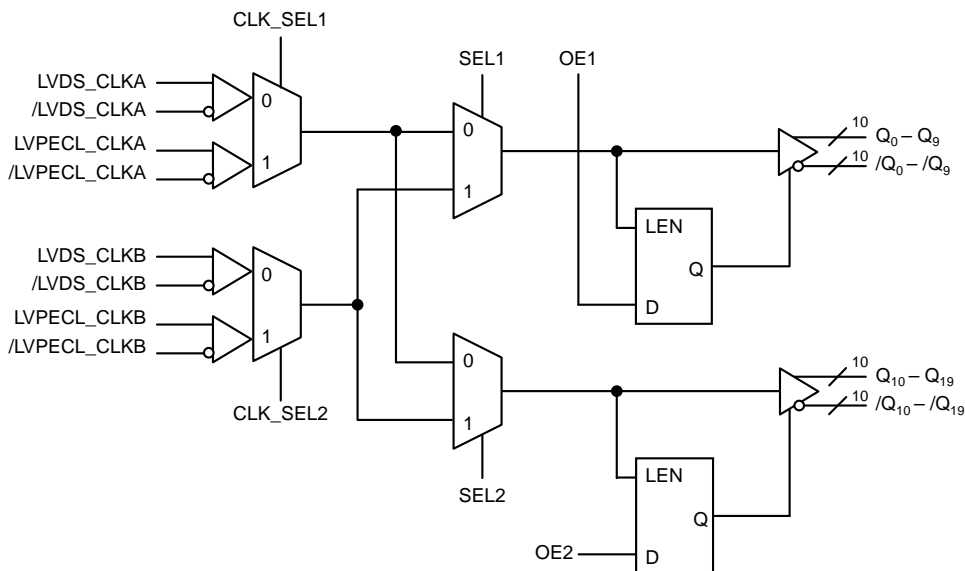 CLK_SEL1
SEL1
OE1
LVDS_CLKA
/LVDS_CLKA
LVPECL_CLKA
/LVPECL_CLKA
0
1
0
1
10
Q0 – Q9
10
/Q0 – /Q9
LEN
Q
D
LVDS_CLKB
/LVDS_CLKB
LVPECL_CLKB
/LVPECL_CLKB
0
1
CLK_SEL2
0
1
SEL2
10
Q10 – Q19
10
/Q10 – /Q19
LEN
Q
OE2
D